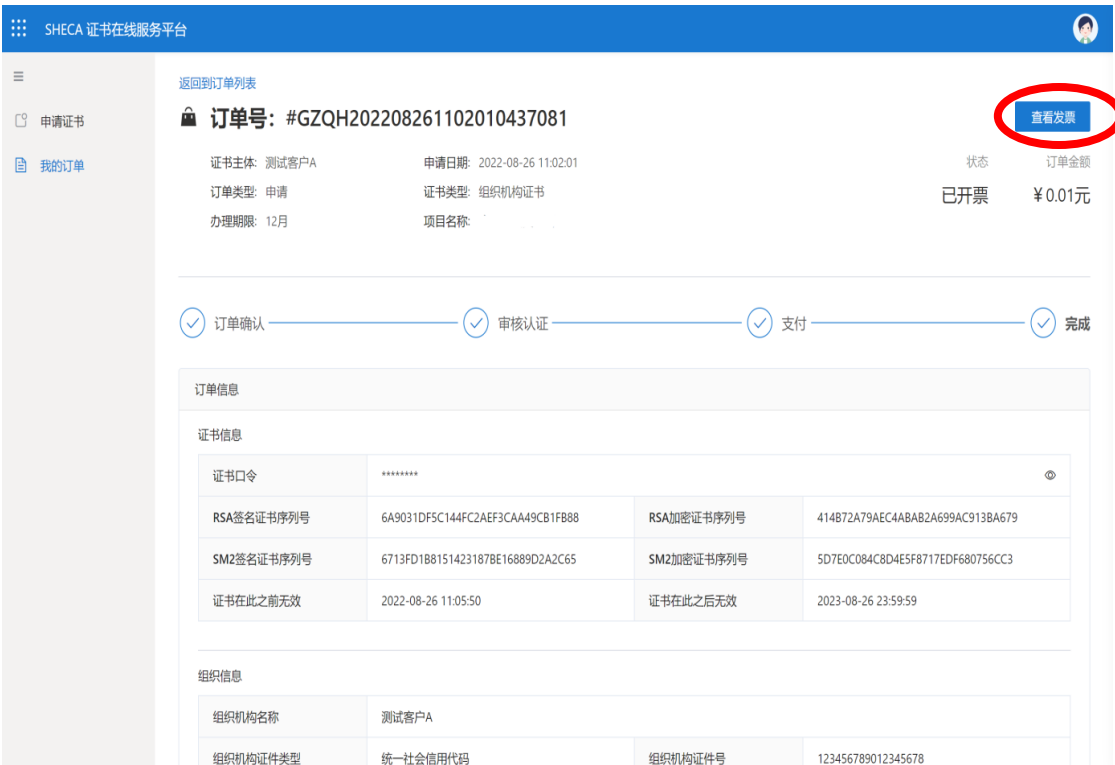 SHECA 证书在线服务平台
返回到订单列表
申请证书
我的订单
订单号：#GZQH202208261102010437081
查看发票
证书主体: 测试客户A 申请日期: 2022-08-26 11:02:01 状态 订单金额
订单类型: 申请 证书类型: 组织机构证书 已开票 ¥0.01元
办理期限: 12月 项目名称:
订单确认 审核认证 支付 完成
订单信息
证书信息
证书口令 ********
RSA签名证书序列号 6A9031DF5C144FC2AEF3CAA49CB1FB88 RSA加密证书序列号 414B72A79AEC4ABAB2A699AC913BA679
SM2签名证书序列号 6713FD1B8151423187BE16889D2A2C65 SM2加密证书序列号 5D7E0C084C8D4E5F8717EDF680756CC3
证书在此之前无效 2022-08-26 11:05:50 证书在此之后无效 2023-08-26 23:59:59
组织信息
组织机构名称 测试客户A
组织机构证件类型 统一社会信用代码 组织机构证件号 123456789012345678